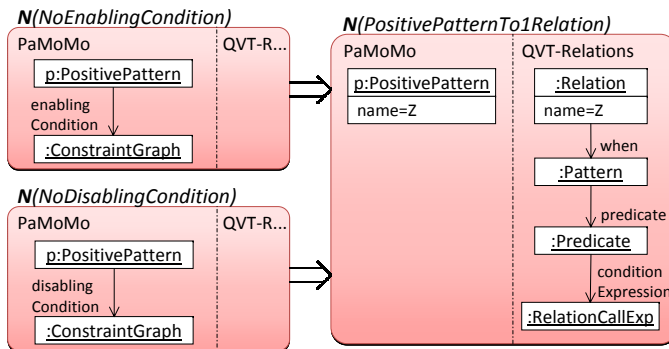 N(NoEnablingCondition)
PaMoMo
QVT-R...
p:PositivePattern
enabling
Condition
:ConstraintGraph
N(NoDisablingCondition)
PaMoMo
QVT-R...
p:PositivePattern
disabling
Condition
:ConstraintGraph
N(PositivePatternTo1Relation)
PaMoMo
p:PositivePattern
name=Z
QVT-Relations
:Relation
name=Z
when
:Pattern
predicate
:Predicate
condition
Expression
:RelationCallExp